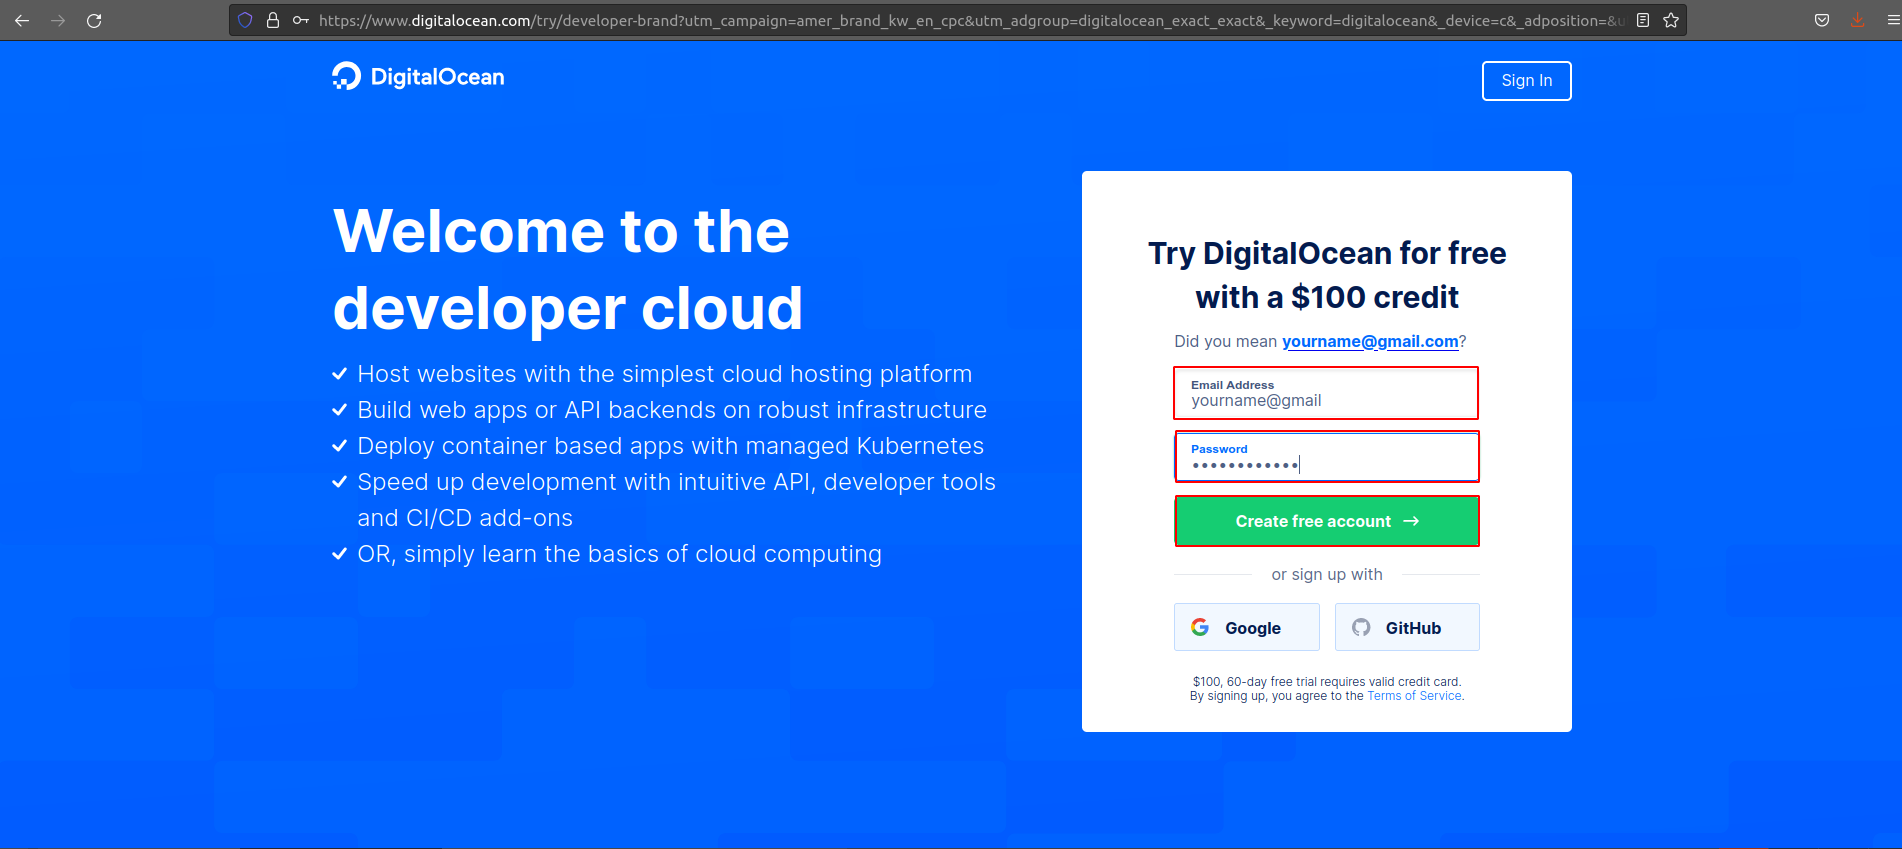 https://www.digitalocean.com/try/developer-brand?utm_campaign=amer_brand_kw_en_cpc&utm_adgroup=digitalocean_exact_exact&_keyword=digitalocean&_device=c&_adposition=&u
DigitalOcean
Sign In
Welcome to the
developer cloud
Host websites with the simplest cloud hosting platform
Build web apps or API backends on robust infrastructure
Deploy container based apps with managed Kubernetes
Speed up development with intuitive API, developer tools
and CI/CD add-ons
OR, simply learn the basics of cloud computing
Try DigitalOcean for free
with a $100 credit
Did you mean yourname@gmail.com?
Email Address
yourname@gmail
Password
••••••••••••
Create free account →
or sign up with
Google
GitHub
$100, 60-day free trial requires valid credit card.
By signing up, you agree to the Terms of Service.